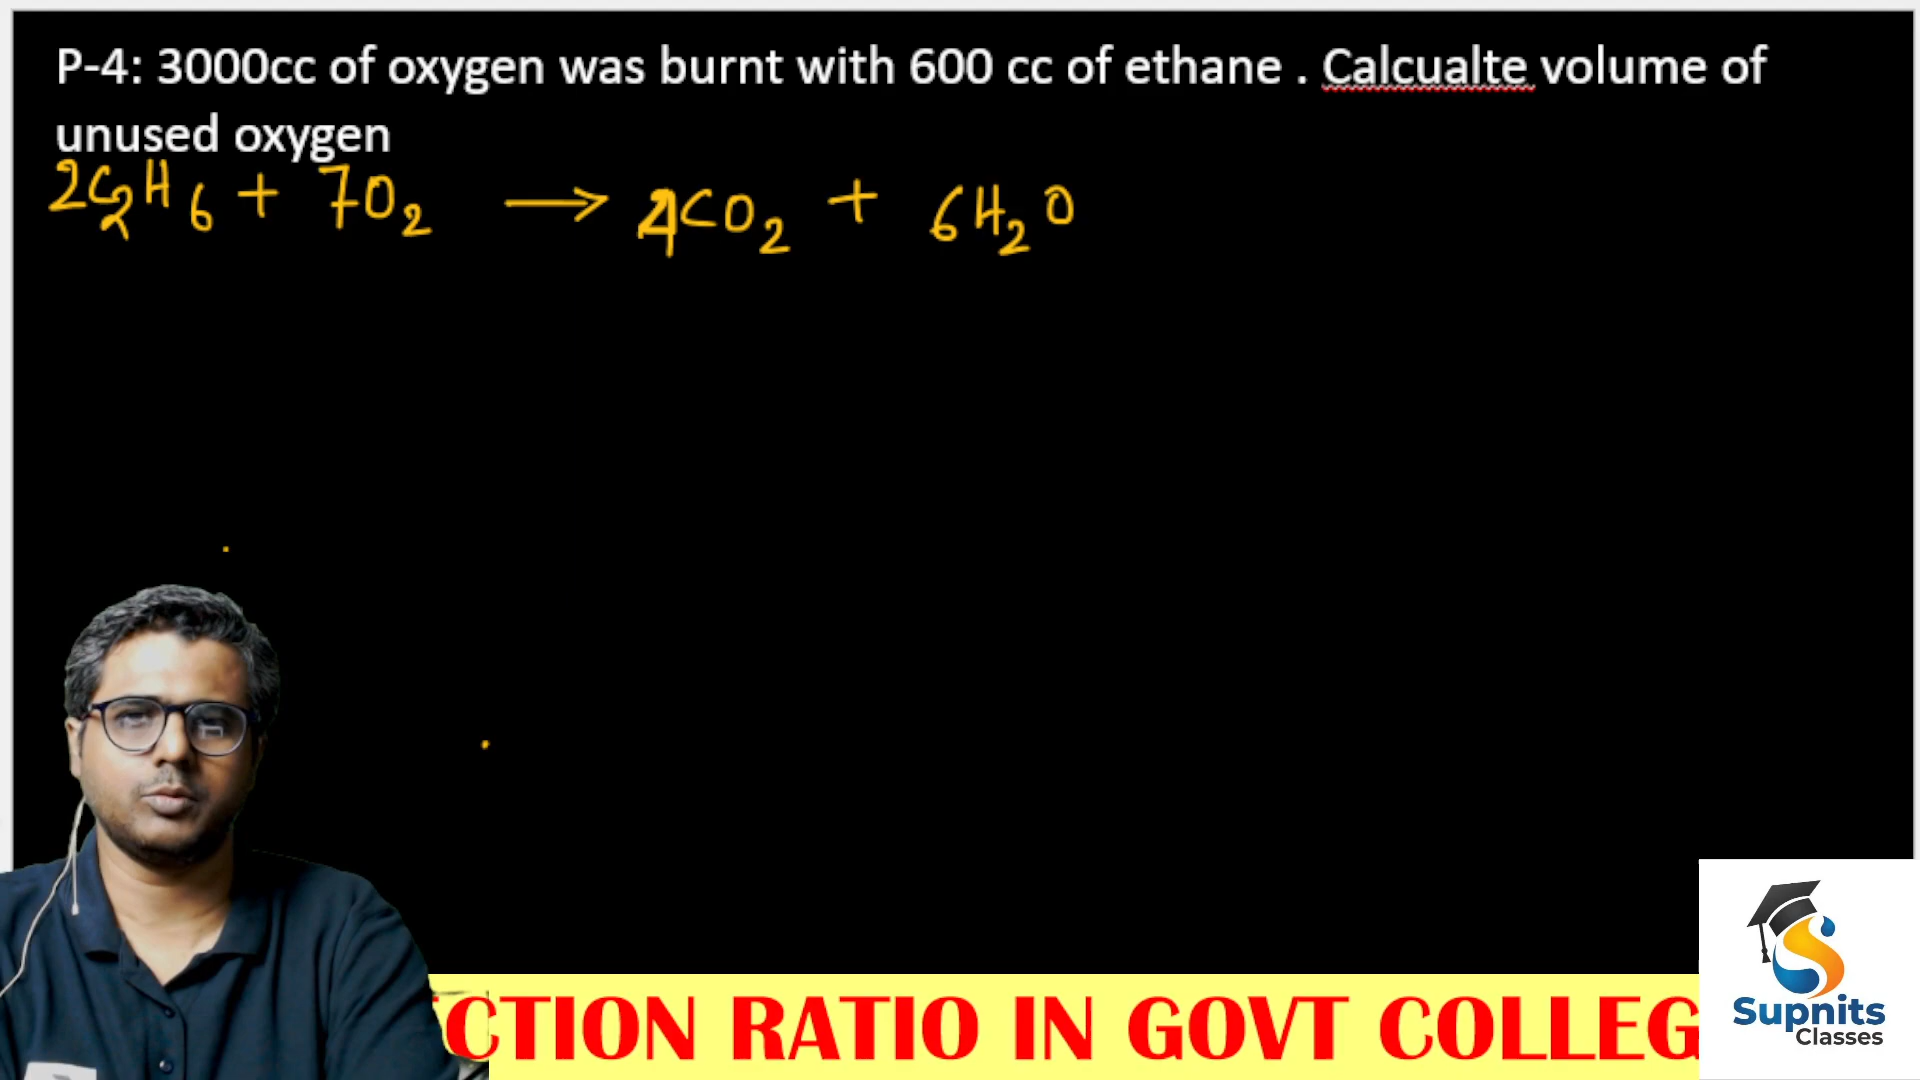 P-4: 3000cc of oxygen was burnt with 600 cc of ethane . Calcualte volume of
unused oxygen
2C₂H₆ + 7O₂ → 4CO₂ + 6H₂O
CTION RATIO IN GOVT COLLEG
Supnits
Classes